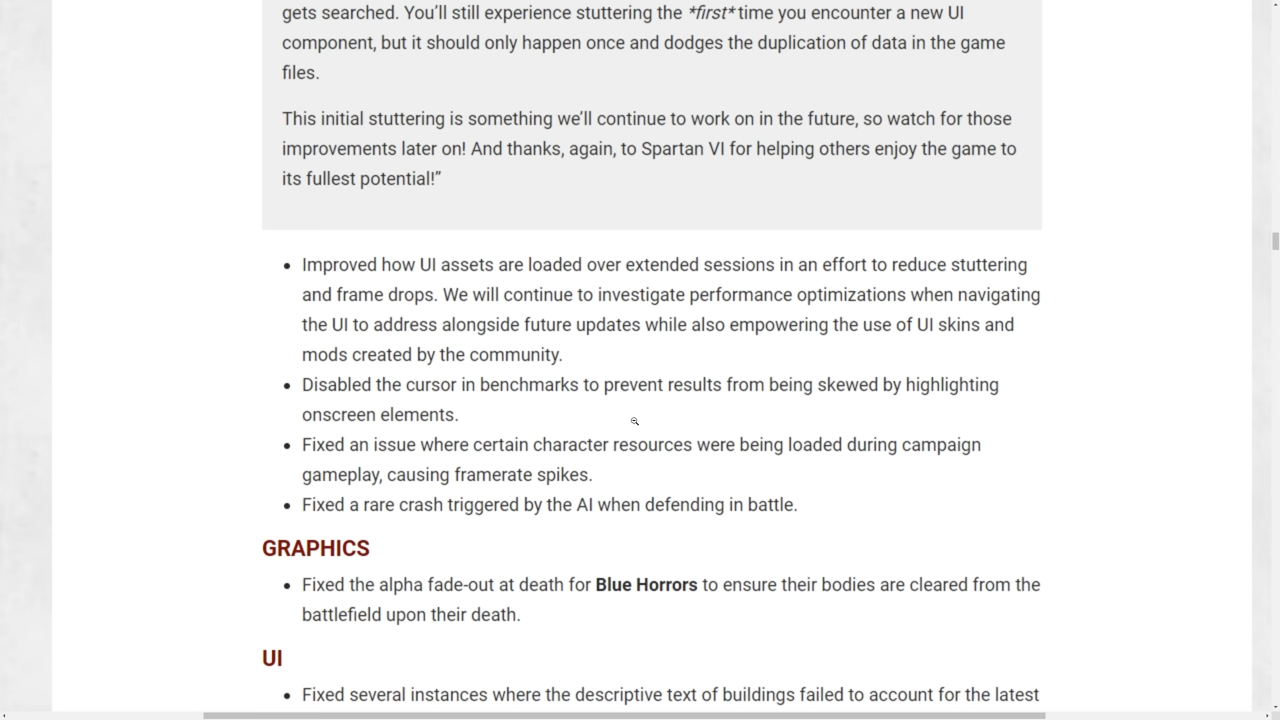 gets searched. You’ll still experience stuttering the *first* time you encounter a new UI
component, but it should only happen once and dodges the duplication of data in the game
files.
This initial stuttering is something we’ll continue to work on in the future, so watch for those
improvements later on! And thanks, again, to Spartan VI for helping others enjoy the game to
its fullest potential!”
• Improved how UI assets are loaded over extended sessions in an effort to reduce stuttering
and frame drops. We will continue to investigate performance optimizations when navigating
the UI to address alongside future updates while also empowering the use of UI skins and
mods created by the community.
• Disabled the cursor in benchmarks to prevent results from being skewed by highlighting
onscreen elements.
• Fixed an issue where certain character resources were being loaded during campaign
gameplay, causing framerate spikes.
• Fixed a rare crash triggered by the AI when defending in battle.
GRAPHICS
• Fixed the alpha fade-out at death for Blue Horrors to ensure their bodies are cleared from the
battlefield upon their death.
UI
• Fixed several instances where the descriptive text of buildings failed to account for the latest